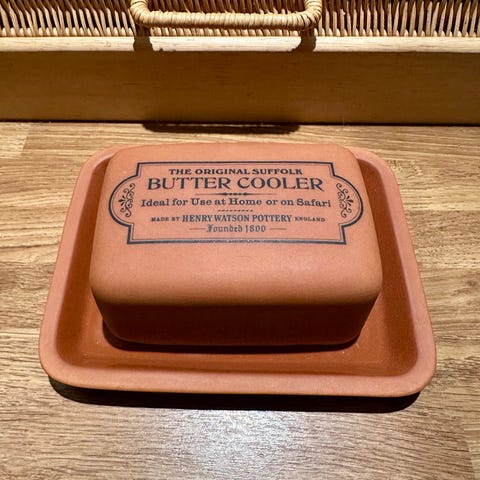 THE ORIGINAL SUFFOLK
BUTTER COOLER
Ideal for Use at Home or on Safari
MADE BY HENRY WATSON POTTERY ENGLAND
Founded 1800